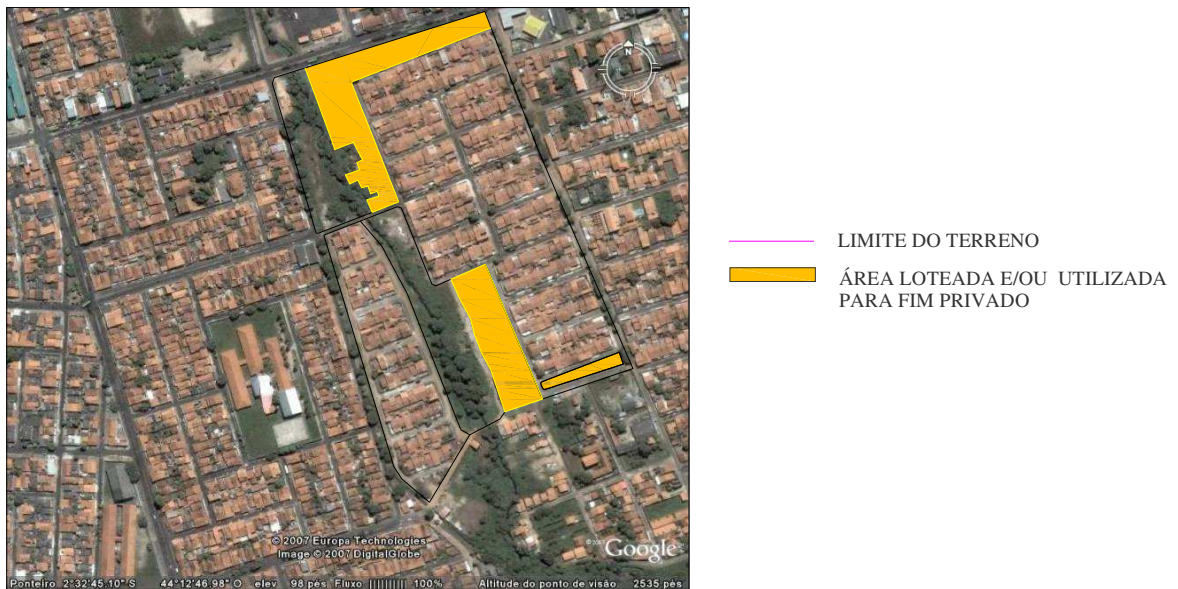 N
LIMITE DO TERRENO
ÁREA LOTEADA E/OU UTILIZADA
PARA FIM PRIVADO
© 2007 Europa Technologies
Image © 2007 DigitalGlobe
©2007 Google
Ponteiro 2°32'45.10" S 44°12'46.98" O elev 98 pés Fluxo ||||||||| 100% Altitude do ponto de visão 2535 pés